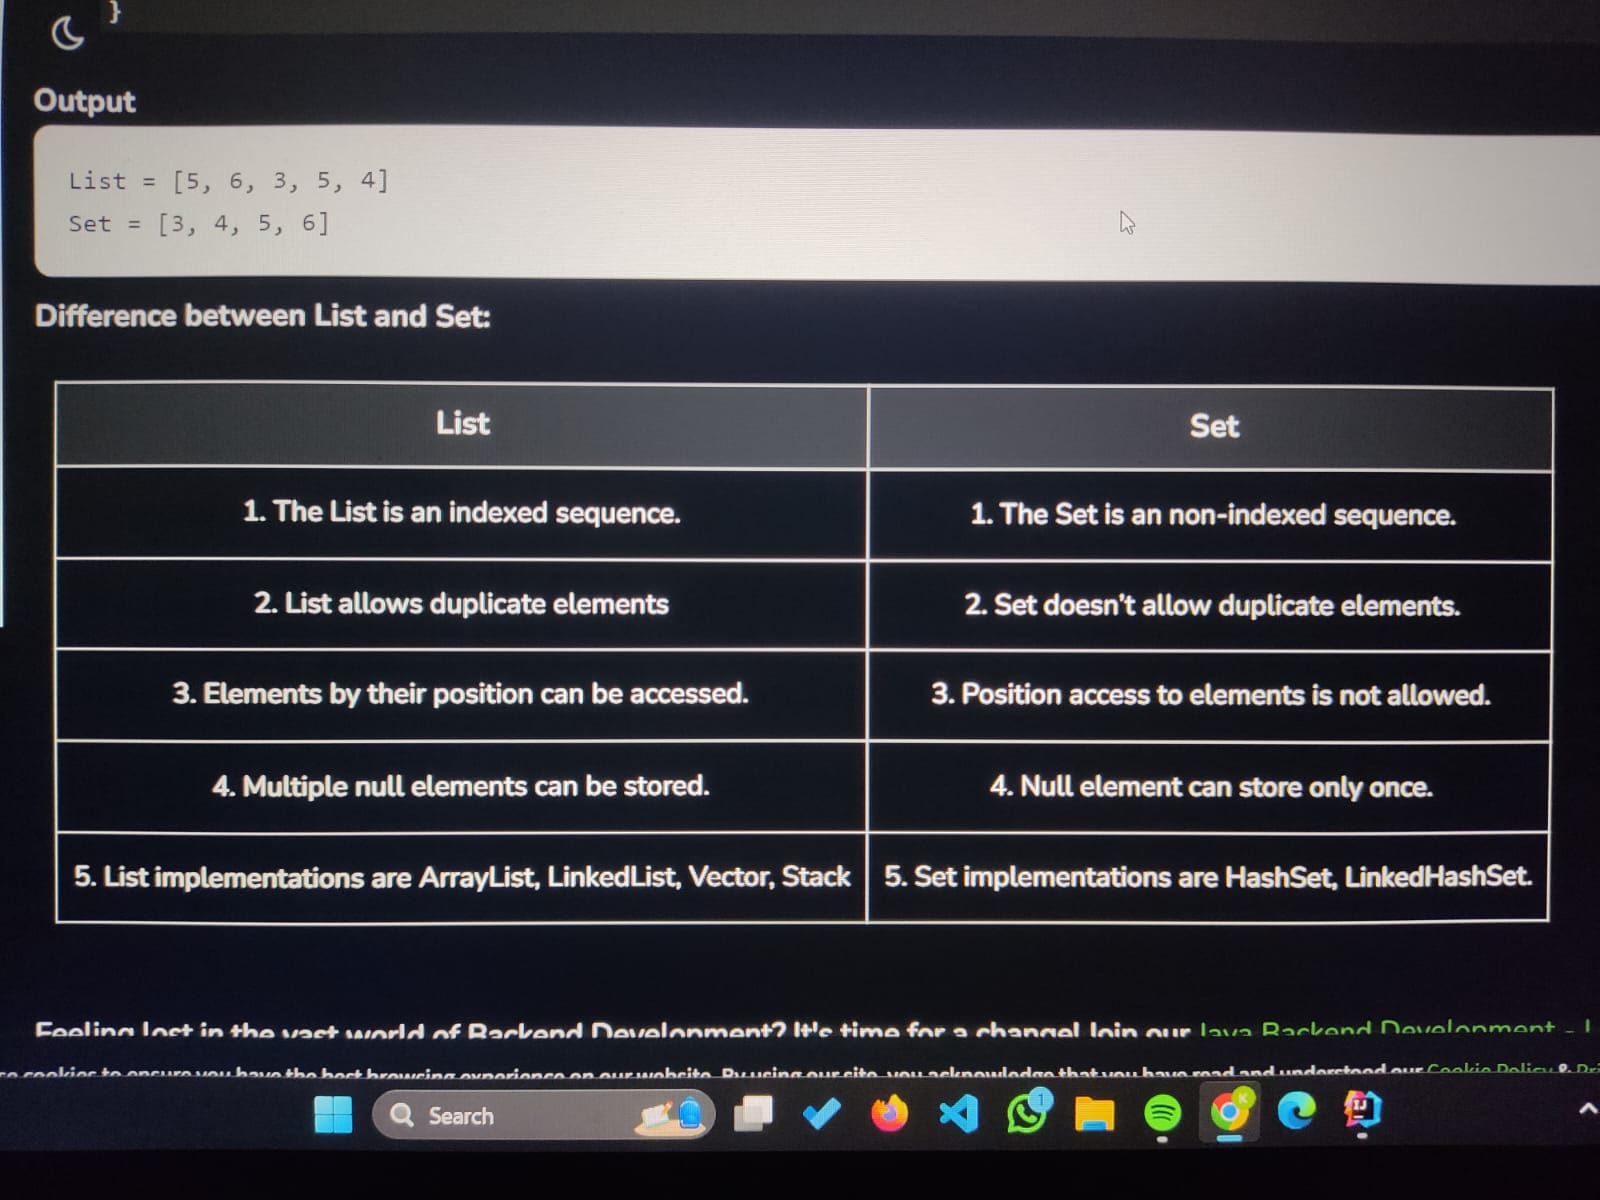 }
Output
List = [5, 6, 3, 5, 4]
Set = [3, 4, 5, 6]
Difference between List and Set:
List
Set
1. The List is an indexed sequence.
1. The Set is an non-indexed sequence.
2. List allows duplicate elements
2. Set doesn't allow duplicate elements.
3. Elements by their position can be accessed.
3. Position access to elements is not allowed.
4. Multiple null elements can be stored.
4. Null element can store only once.
5. List implementations are ArrayList, LinkedList, Vector, Stack
5. Set implementations are HashSet, LinkedHashSet.
Feeling lost in the vast world of Backend Development? It's time for a change! Join our Java Backend Development -
cookies to ensure you have the best browsing experience on our website. By using our site, you acknowledge that you have read and understood our Cookie Policy &
Search
1
K
IJ